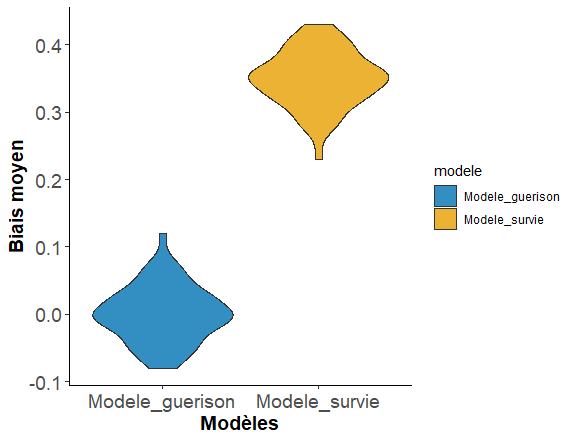 0.4
0.3
0.2
0.1
0.0
-0.1
Biais moyen
Modele_guerison Modele_survie
Modèles
modele
Modele_guerison
Modele_survie